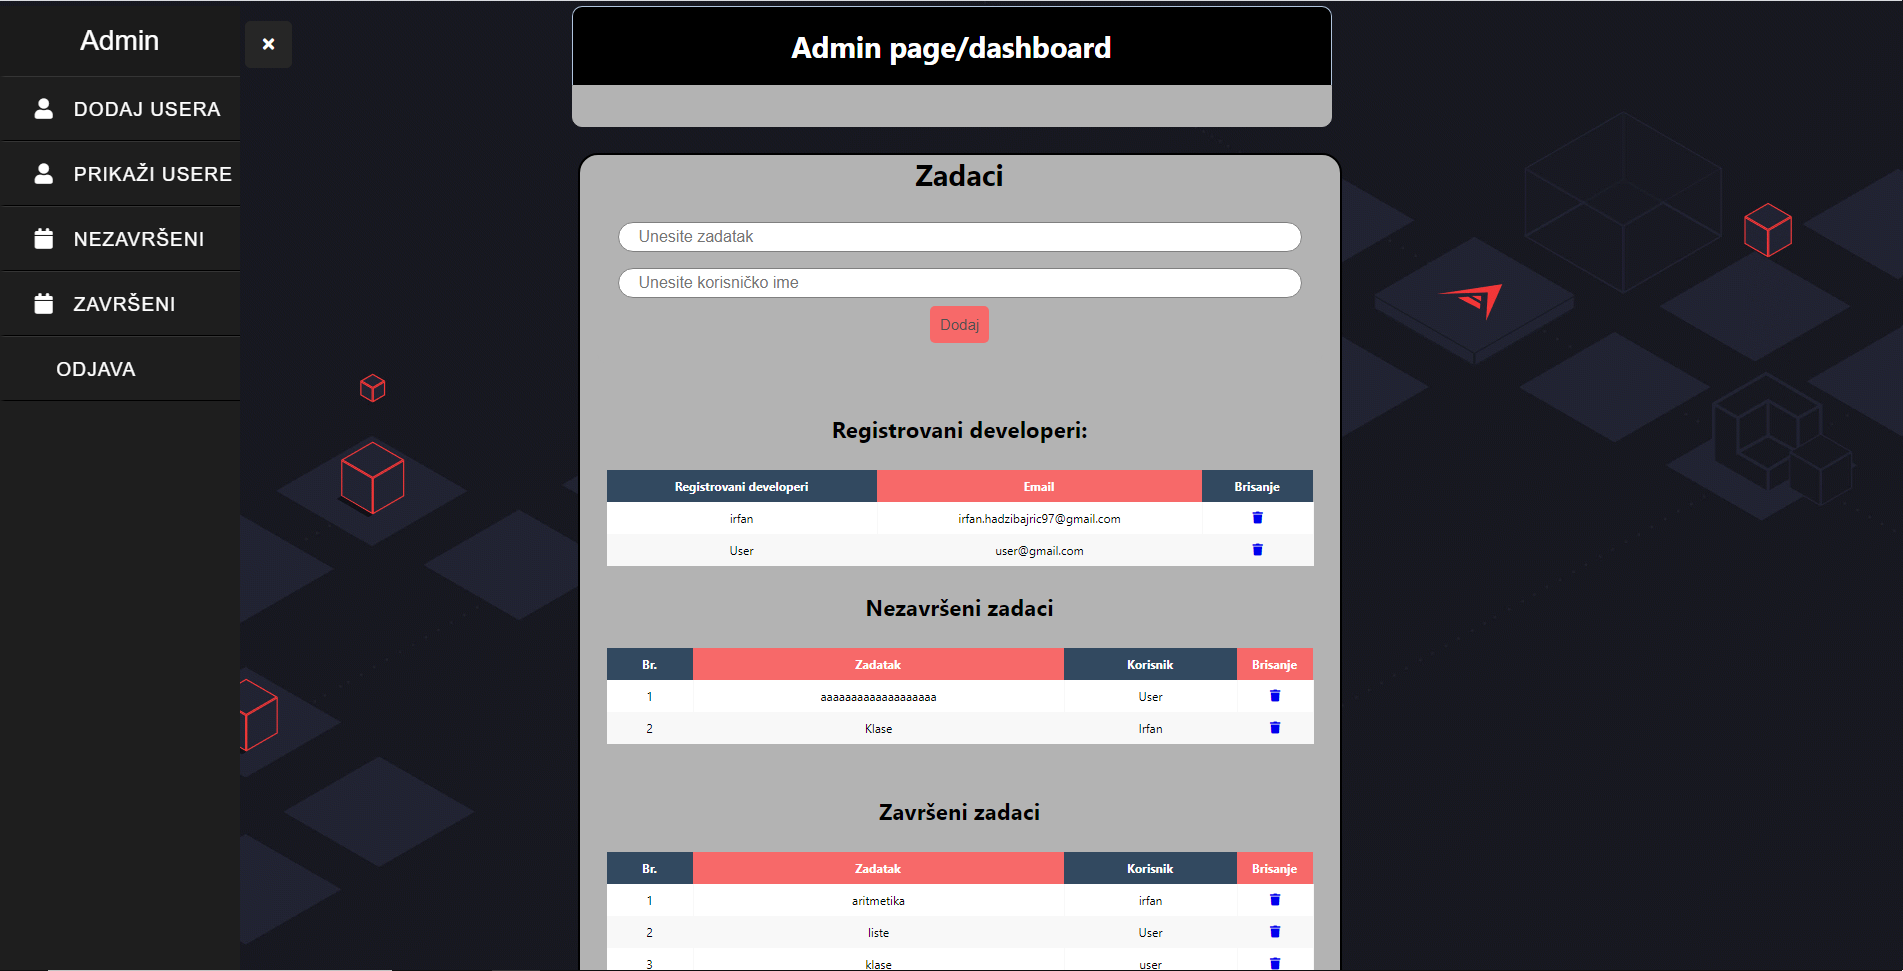 Admin
DODAJ USERA
PRIKAŽI USERE
NEZAVRŠENI
ZAVRŠENI
ODJAVA
Admin page/dashboard
Zadaci
Unesite zadatak
Unesite korisničko ime
Dodaj
Registrovani developeri:
Registrovani developeri Email Brisanje
irfan irfan.hadzibajric97@gmail.com
User user@gmail.com
Nezavršeni zadaci
Br. Zadatak Korisnik Brisanje
1 aaaaaaaaaaaaaaaaaaa User
2 Klase Irfan
Završeni zadaci
Br. Zadatak Korisnik Brisanje
1 aritmetika irfan
2 liste User
3 klase user